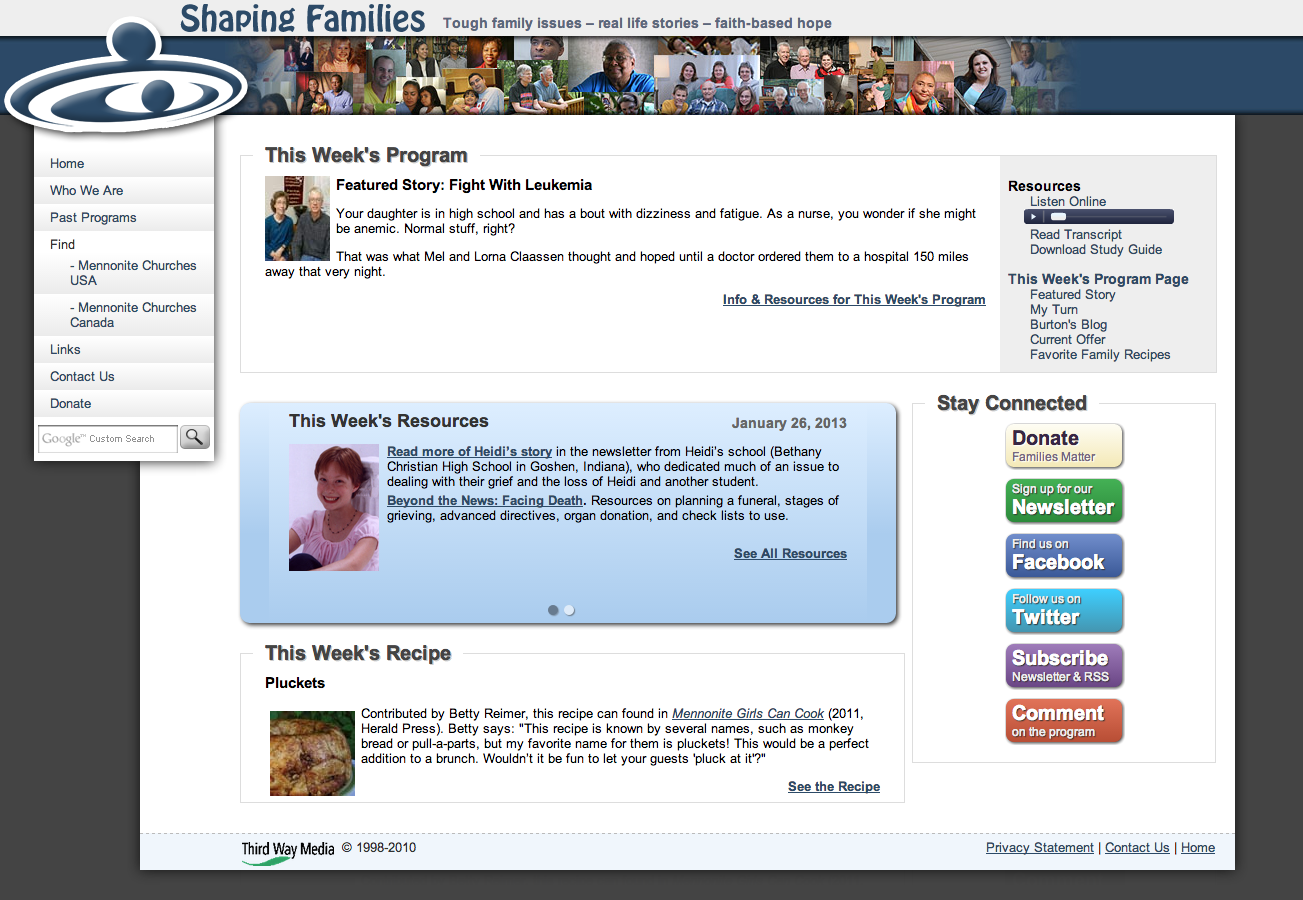 Shaping Families
Tough family issues – real life stories – faith-based hope
Home
Who We Are
Past Programs
Find
- Mennonite Churches
USA
- Mennonite Churches
Canada
Links
Contact Us
Donate
Google™ Custom Search
This Week's Program
Featured Story: Fight With Leukemia
Your daughter is in high school and has a bout with dizziness and fatigue. As a nurse, you wonder if she might
be anemic. Normal stuff, right?
That was what Mel and Lorna Claassen thought and hoped until a doctor ordered them to a hospital 150 miles
away that very night.
Info & Resources for This Week's Program
Resources
Listen Online
Read Transcript
Download Study Guide
This Week's Program Page
Featured Story
My Turn
Burton's Blog
Current Offer
Favorite Family Recipes
This Week's Resources
January 26, 2013
Read more of Heidi’s story in the newsletter from Heidi’s school (Bethany
Christian High School in Goshen, Indiana), who dedicated much of an issue to
dealing with their grief and the loss of Heidi and another student.
Beyond the News: Facing Death. Resources on planning a funeral, stages of
grieving, advanced directives, organ donation, and check lists to use.
See All Resources
Stay Connected
Donate
Families Matter
Sign up for our
Newsletter
Find us on
Facebook
Follow us on
Twitter
Subscribe
Newsletter & RSS
Comment
on the program
This Week's Recipe
Pluckets
Contributed by Betty Reimer, this recipe can found in Mennonite Girls Can Cook (2011,
Herald Press). Betty says: "This recipe is known by several names, such as monkey
bread or pull-a-parts, but my favorite name for them is pluckets! This would be a perfect
addition to a brunch. Wouldn’t it be fun to let your guests 'pluck at it'?"
See the Recipe
Third Way Media © 1998-2010
Privacy Statement | Contact Us | Home